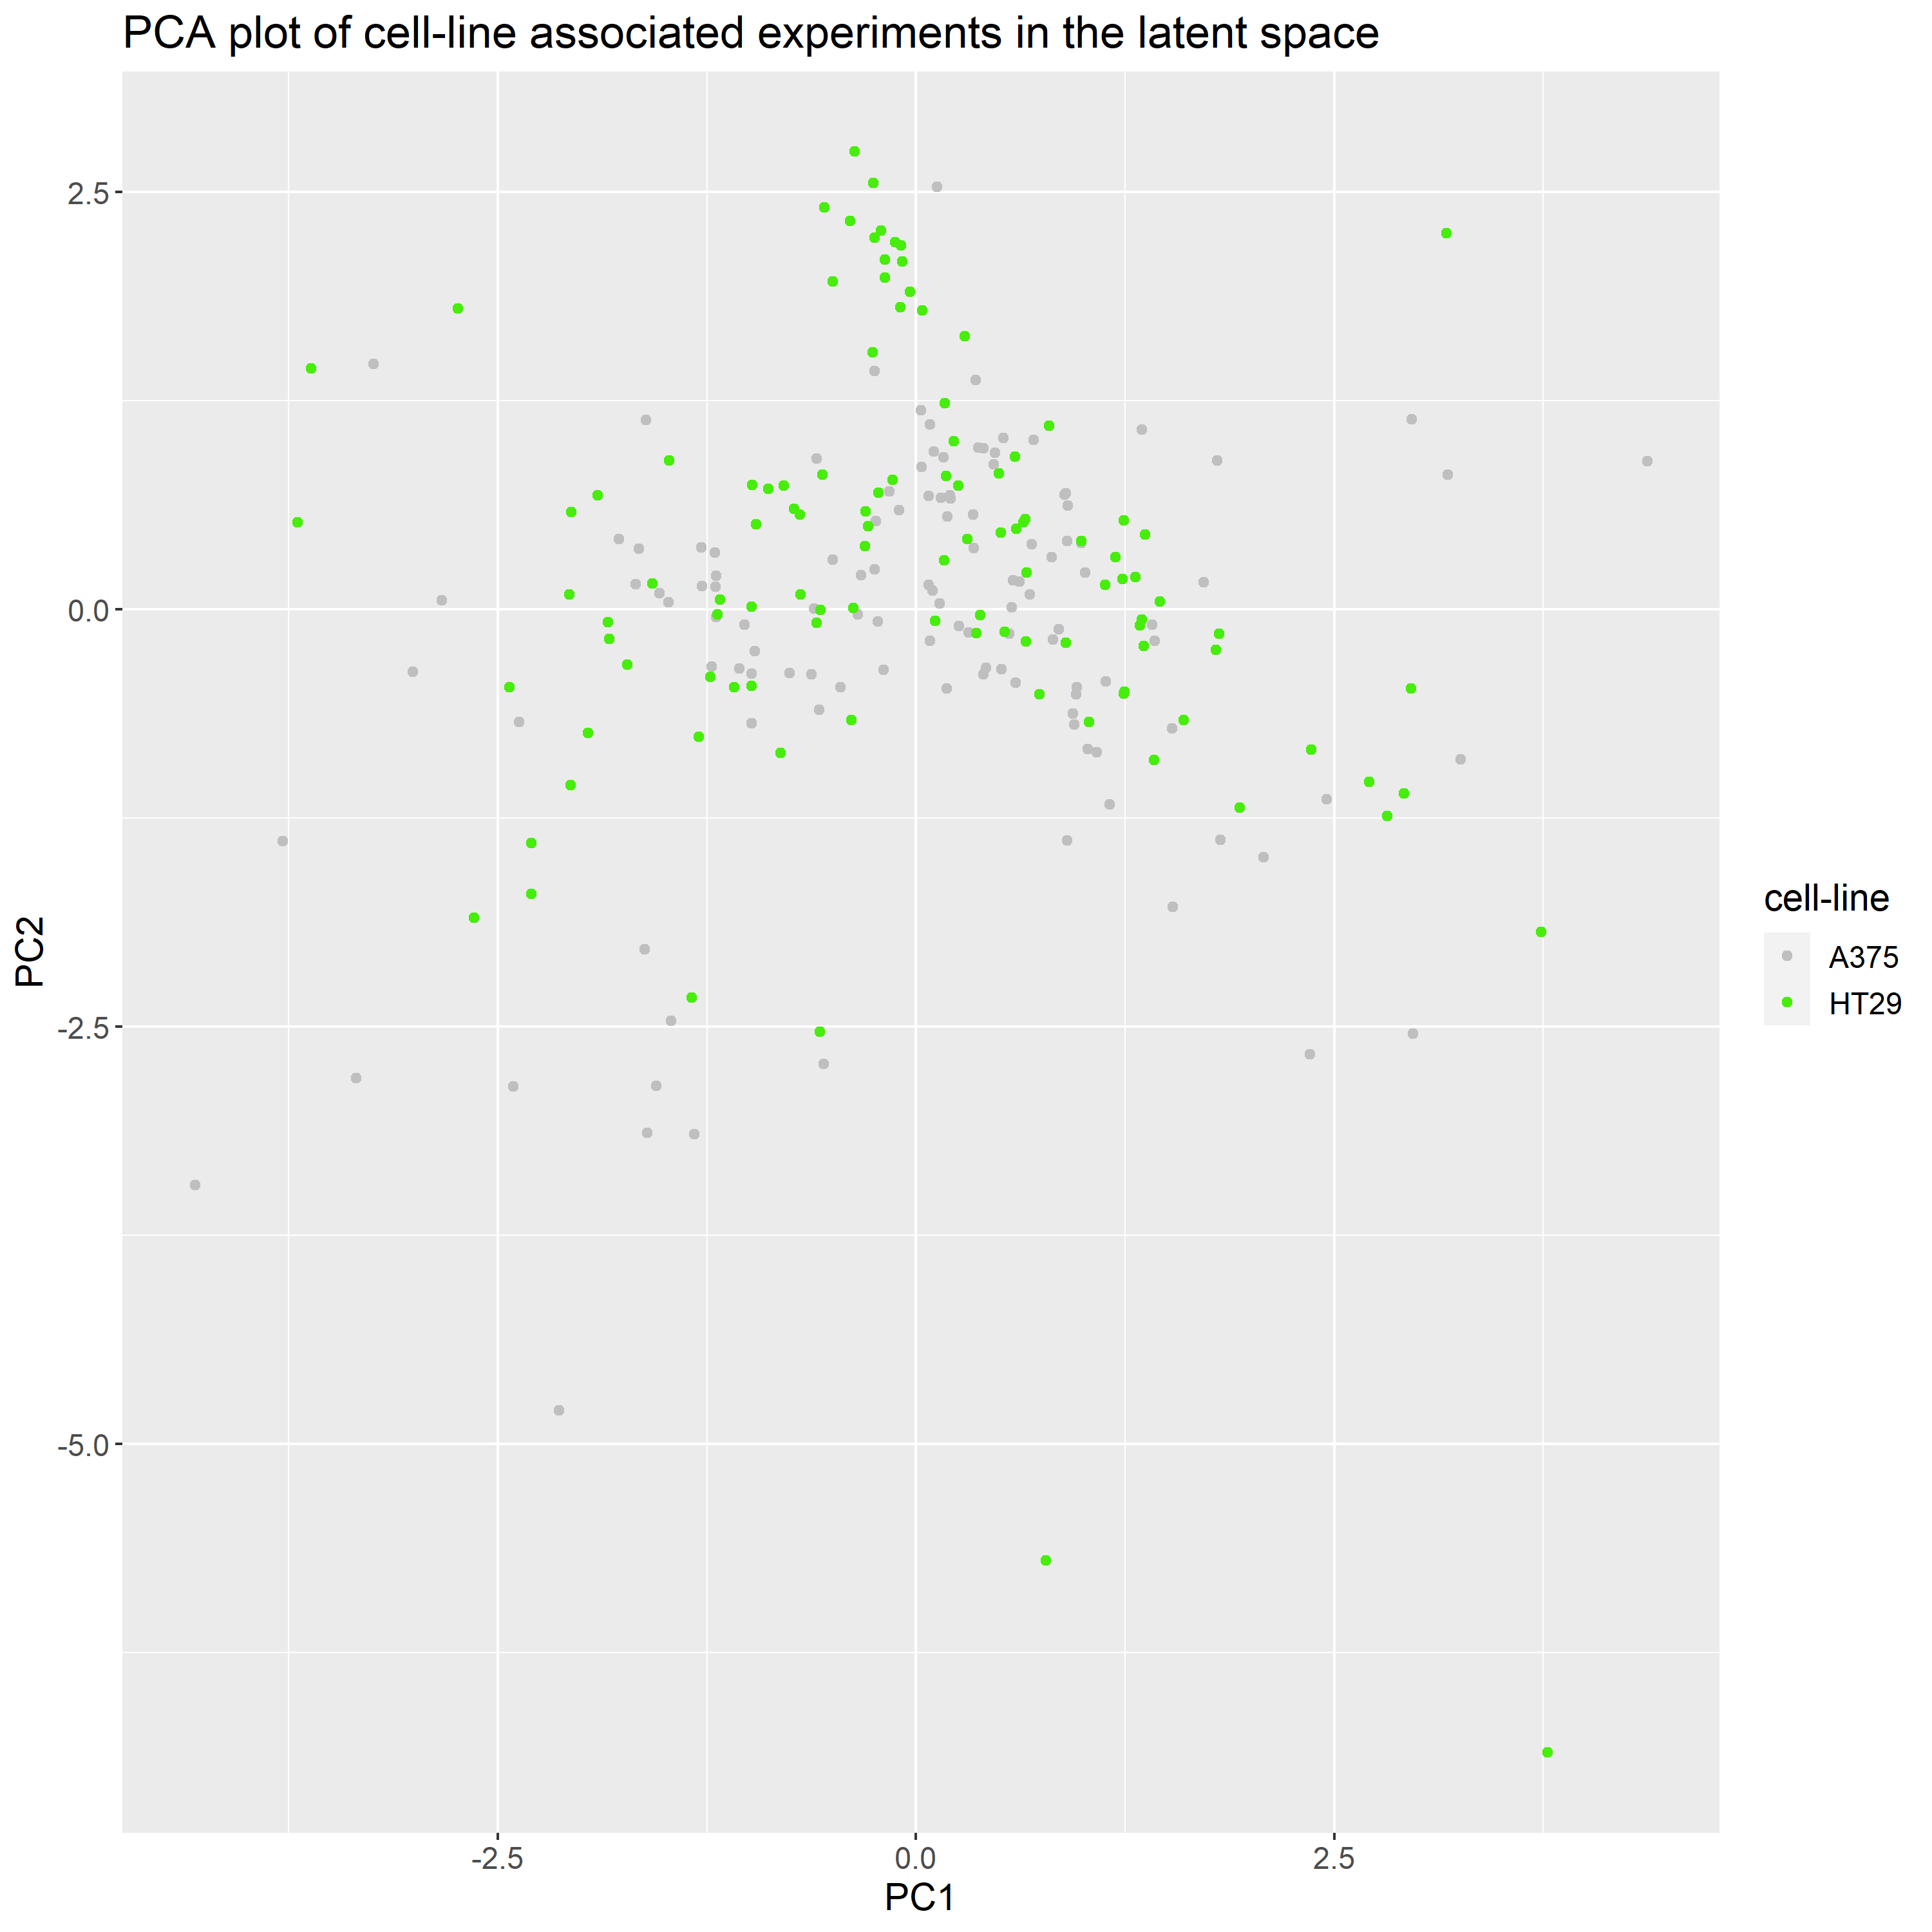 PCA plot of cell-line associated experiments in the latent space
2.5
0.0
-2.5
-5.0
PC2
-2.5
0.0
2.5
PC1
cell-line
A375
HT29